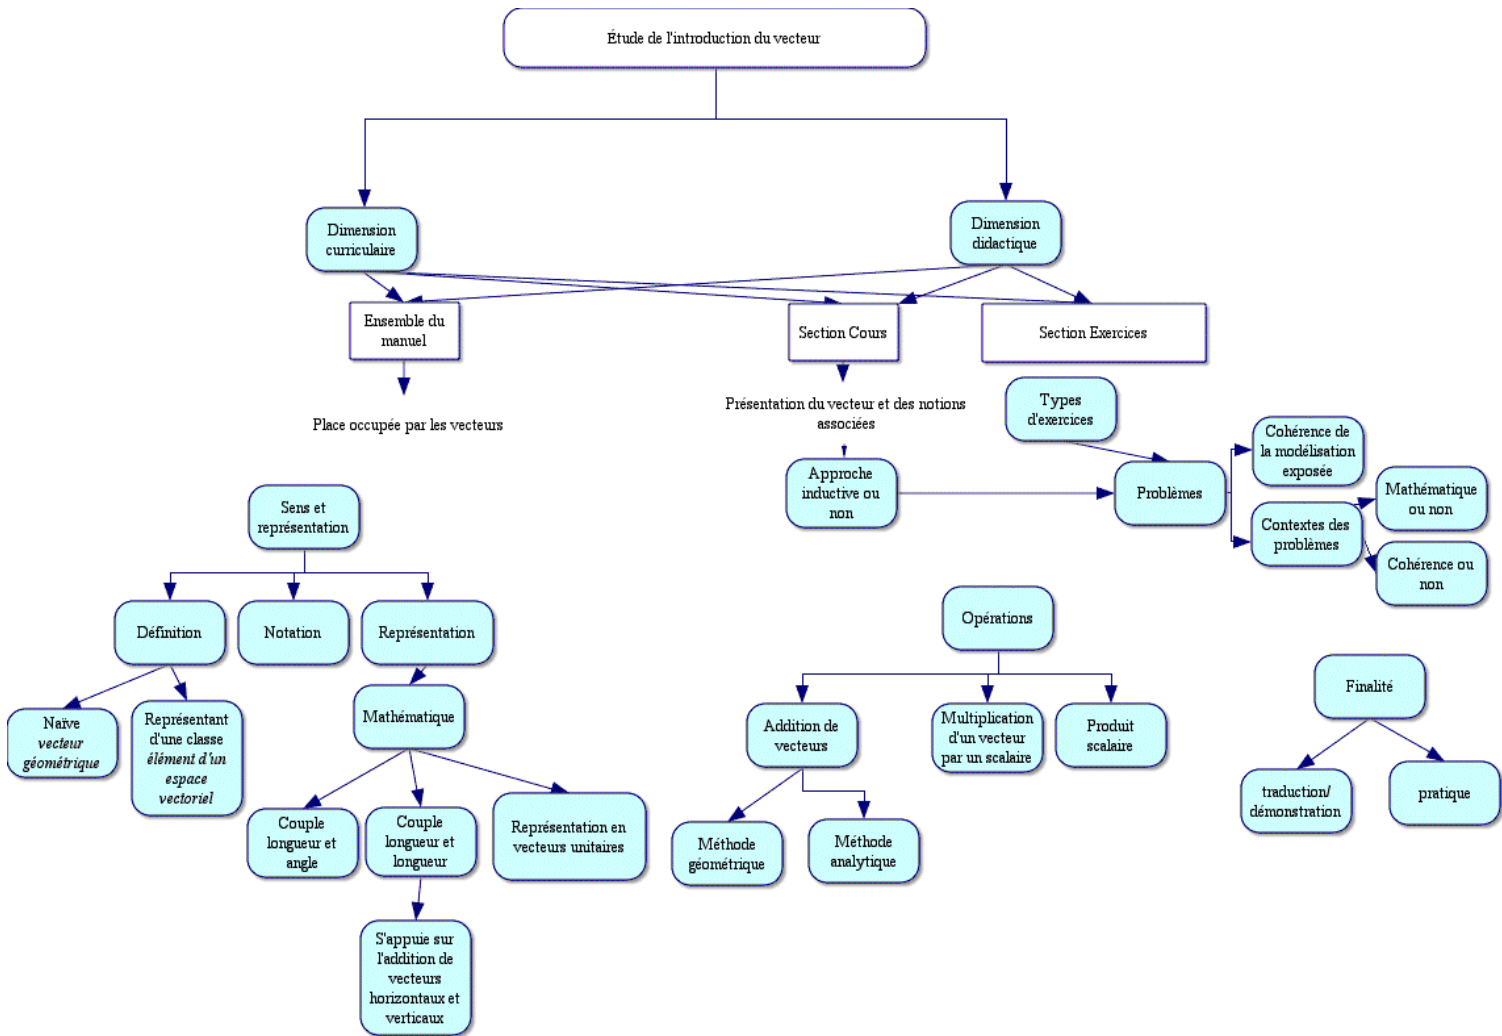 Étude de l'introduction du vecteur
Dimension
curriculaire
Dimension
didactique
Ensemble du
manuel
Section Cours
Section Exercices
Place occupée par les vecteurs
Présentation du vecteur et des notions
associées
Types
d'exercices
Approche
inductive ou
non
Problèmes
Cohérence de
la modélisation
exposée
Contextes des
problèmes
Mathématique
ou non
Cohérence ou
non
Sens et
représentation
Définition
Notation
Représentation
Naïve
vecteur
géométrique
Représentant
d'une classe
élément d'un
espace
vectoriel
Mathématique
Couple
longueur et
angle
Couple
longueur et
longueur
Représentation en
vecteurs unitaires
S'appuie sur
l'addition de
vecteurs
horizontaux et
verticaux
Opérations
Addition de
vecteurs
Multiplication
d'un vecteur
par un scalaire
Produit
scalaire
Méthode
géométrique
Méthode
analytique
Finalité
traduction/
démonstration
pratique